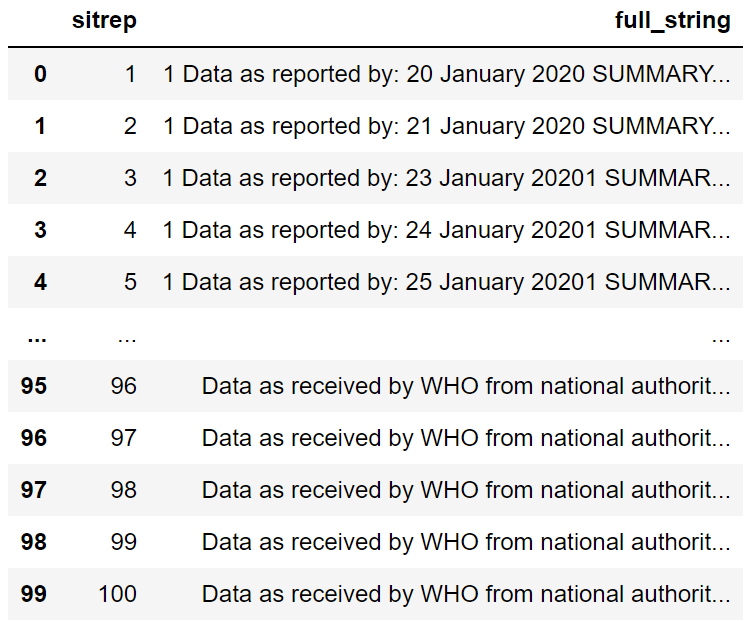 sitrep full_string
0 1 1 Data as reported by: 20 January 2020 SUMMARY...
1 2 1 Data as reported by: 21 January 2020 SUMMARY...
2 3 1 Data as reported by: 23 January 20201 SUMMAR...
3 4 1 Data as reported by: 24 January 20201 SUMMAR...
4 5 1 Data as reported by: 25 January 20201 SUMMAR...
... ... ...
95 96 Data as received by WHO from national authorit...
96 97 Data as received by WHO from national authorit...
97 98 Data as received by WHO from national authorit...
98 99 Data as received by WHO from national authorit...
99 100 Data as received by WHO from national authorit...